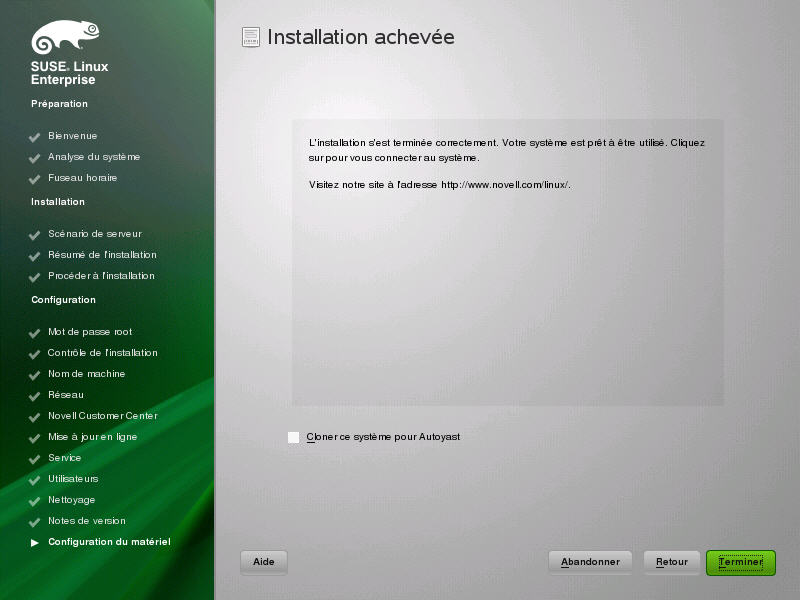 SUSE. Linux
Enterprise
Préparation
Bienvenue
Analyse du système
Fuseau horaire
Installation
Scénario de serveur
Résumé de l'installation
Procéder à l'installation
Configuration
Mot de passe root
Contrôle de l'installation
Nom de machine
Réseau
Novell Customer Center
Mise à jour en ligne
Service
Utilisateurs
Nettoyage
Notes de version
Configuration du matériel
Installation achevée
L'installation s'est terminée correctement. Votre système est prêt à être utilisé. Cliquez
sur pour vous connecter au système.
Visitez notre site à l'adresse http://www.novell.com/linux/.
Cloner ce système pour Autoyast
Aide
Abandonner
Retour
Terminer